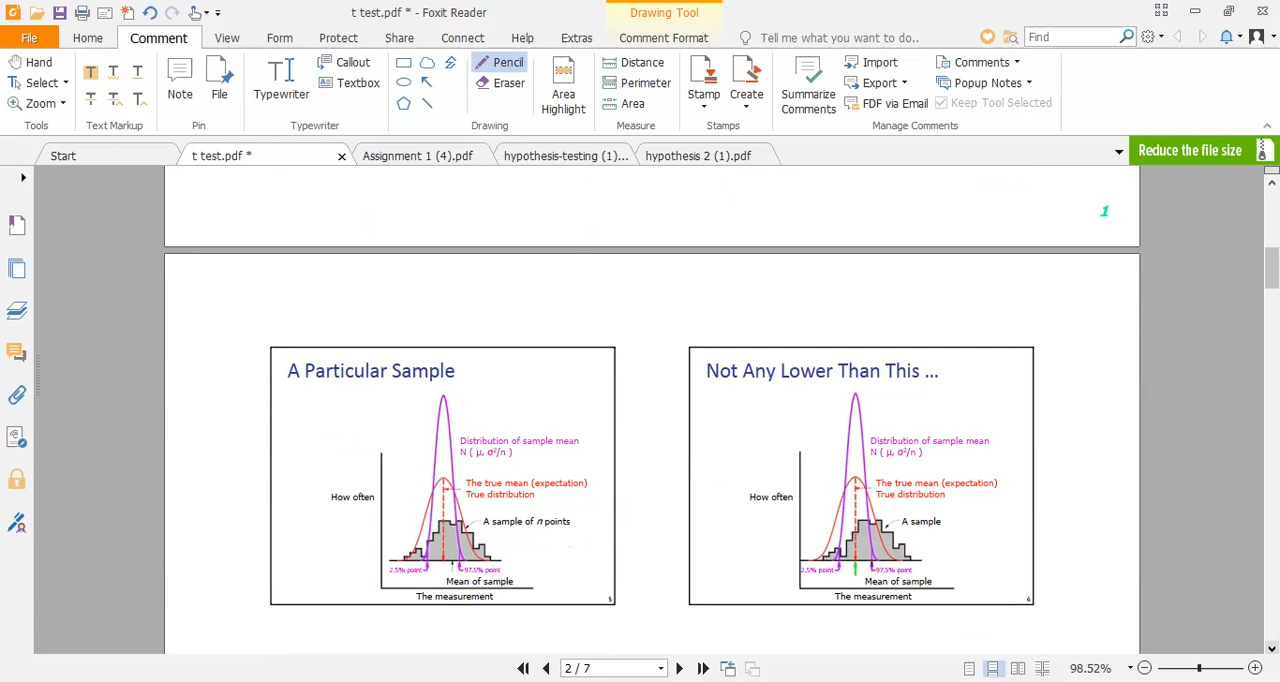 t test.pdf * - Foxit Reader
Drawing Tool
File
Home
Comment
View
Form
Protect
Share
Connect
Help
Extras
Comment Format
Tell me what you want to do..
Find
Hand
Select
Zoom
Tools
T T T
T T T
Text Markup
Note
File
Pin
Typewriter
Callout
Textbox
Typewriter
Pencil
Eraser
Drawing
Area
Highlight
Distance
Perimeter
Area
Measure
Stamp
Create
Stamps
Summarize
Comments
Import
Export
FDF via Email
Comments
Popup Notes
Keep Tool Selected
Manage Comments
Start
t test.pdf *
Assignment 1 (4).pdf
hypothesis-testing (1)...
hypothesis 2 (1).pdf
Reduce the file size
1
A Particular Sample
Distribution of sample mean
N ( μ, σ²/n )
The true mean (expectation)
True distribution
How often
A sample of n points
2.5% point
97.5% point
Mean of sample
The measurement
5
Not Any Lower Than This ...
Distribution of sample mean
N ( μ, σ²/n )
The true mean (expectation)
True distribution
How often
A sample
2.5% point
97.5% point
Mean of sample
The measurement
6
2 / 7
98.52%